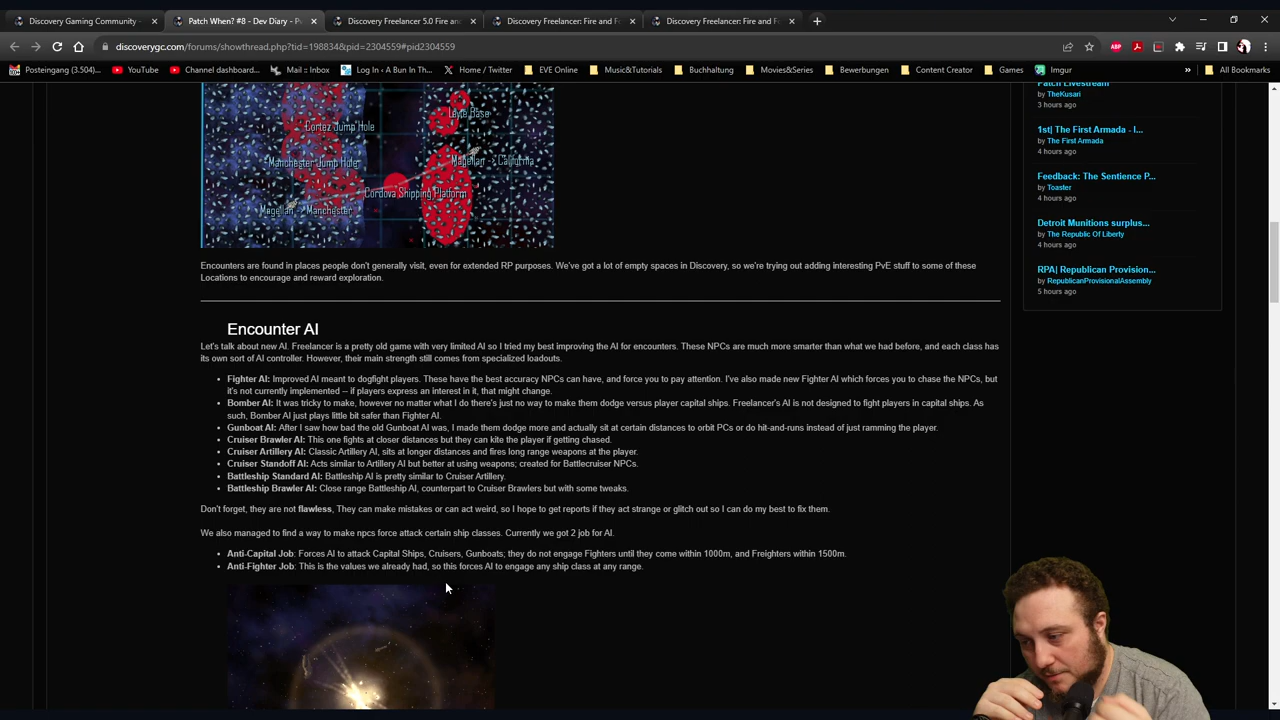 Discovery Gaming Community -
Patch When? #8 - Dev Diary - P
Discovery Freelancer 5.0 Fire and
Discovery Freelancer: Fire and F
Discovery Freelancer: Fire and F
discoverygc.com/forums/showthread.php?tid=198834&pid=2304559#pid2304559
Posteingang (3.504)...
YouTube
Channel dashboard...
Mail :: Inbox
Log In ‹ A Bun In Th...
Home / Twitter
EVE Online
Music&Tutorials
Buchhaltung
Movies&Series
Bewerbungen
Content Creator
Games
Imgur
»
All Bookmarks
Cortez Jump Hole
Leyte Base
Manchester Jump Hole
Magellan -> California
Cordova Shipping Platform
Magellan -> Manchester
Patch Livestream
by TheKusari
3 hours ago
1st| The First Armada - I...
by The First Armada
4 hours ago
Feedback: The Sentience P...
by Toaster
4 hours ago
Detroit Munitions surplus...
by The Republic Of Liberty
4 hours ago
RPA| Republican Provision...
by RepublicanProvisionalAssembly
5 hours ago
Encounters are found in places people don't generally visit, even for extended RP purposes. We've got a lot of empty spaces in Discovery, so we're trying out adding interesting PvE stuff to some of these
Locations to encourage and reward exploration.
Encounter AI
Let's talk about new AI. Freelancer is a pretty old game with very limited AI so I tried my best improving the AI for encounters. These NPCs are much more smarter than what we had before, and each class has
its own sort of AI controller. However, their main strength still comes from specialized loadouts.
• Fighter AI: Improved AI meant to dogfight players. These have the best accuracy NPCs can have, and force you to pay attention. I've also made new Fighter AI which forces you to chase the NPCs, but
it's not currently implemented -- if players express an interest in it, that might change.
• Bomber AI: It was tricky to make, however no matter what I do there's just no way to make them dodge versus player capital ships. Freelancer's AI is not designed to fight players in capital ships. As
such, Bomber AI just plays little bit safer than Fighter AI.
• Gunboat AI: After I saw how bad the old Gunboat AI was, I made them dodge more and actually sit at certain distances to orbit PCs or do hit-and-runs instead of just ramming the player.
• Cruiser Brawler AI: This one fights at closer distances but they can kite the player if getting chased.
• Cruiser Artillery AI: Classic Artillery AI, sits at longer distances and fires long range weapons at the player.
• Cruiser Standoff AI: Acts similar to Artillery AI but better at using weapons; created for Battlecruiser NPCs.
• Battleship Standard AI: Battleship AI is pretty similar to Cruiser Artillery.
• Battleship Brawler AI: Close range Battleship AI, counterpart to Cruiser Brawlers but with some tweaks.
Don't forget, they are not flawless, They can make mistakes or can act weird, so I hope to get reports if they act strange or glitch out so I can do my best to fix them.
We also managed to find a way to make npcs force attack certain ship classes. Currently we got 2 job for AI.
• Anti-Capital Job: Forces AI to attack Capital Ships, Cruisers, Gunboats; they do not engage Fighters until they come within 1000m, and Freighters within 1500m.
• Anti-Fighter Job: This is the values we already had, so this forces AI to engage any ship class at any range.